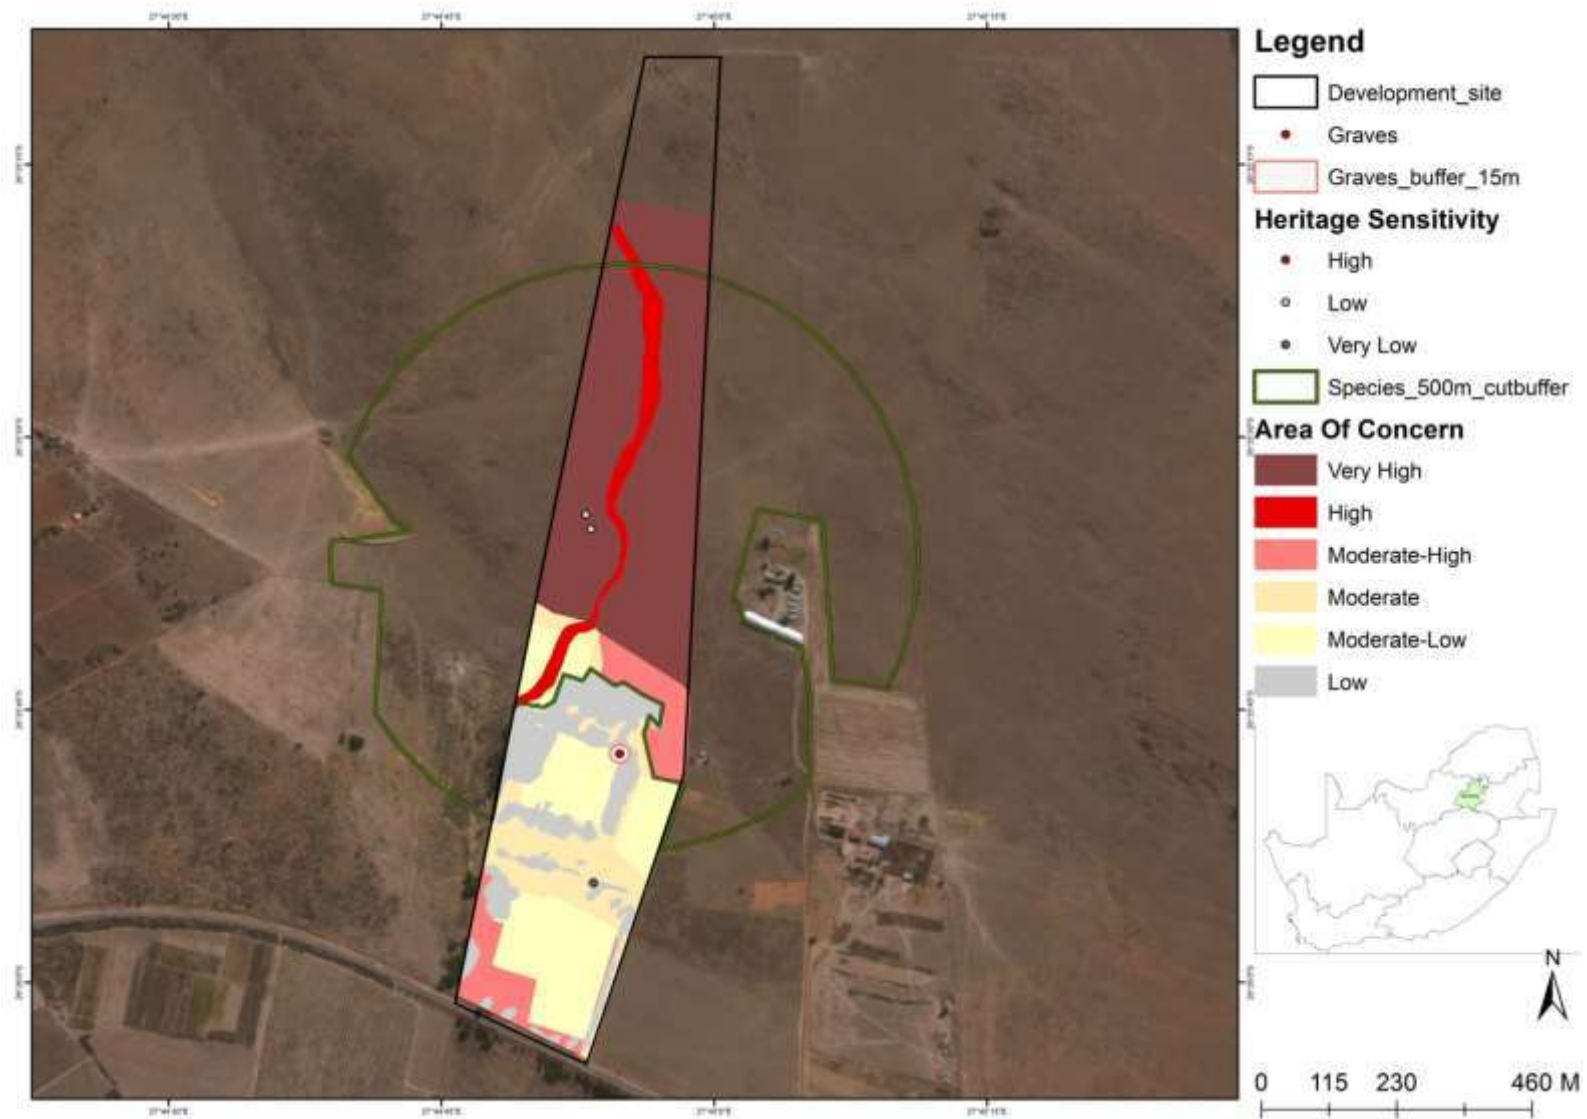 Legend
Development_site
Graves
Graves_buffer_15m
Heritage Sensitivity
High
Low
Very Low
Species_500m_cutbuffer
Area Of Concern
Very High
High
Moderate-High
Moderate
Moderate-Low
Low
N
0 115 230 460 M